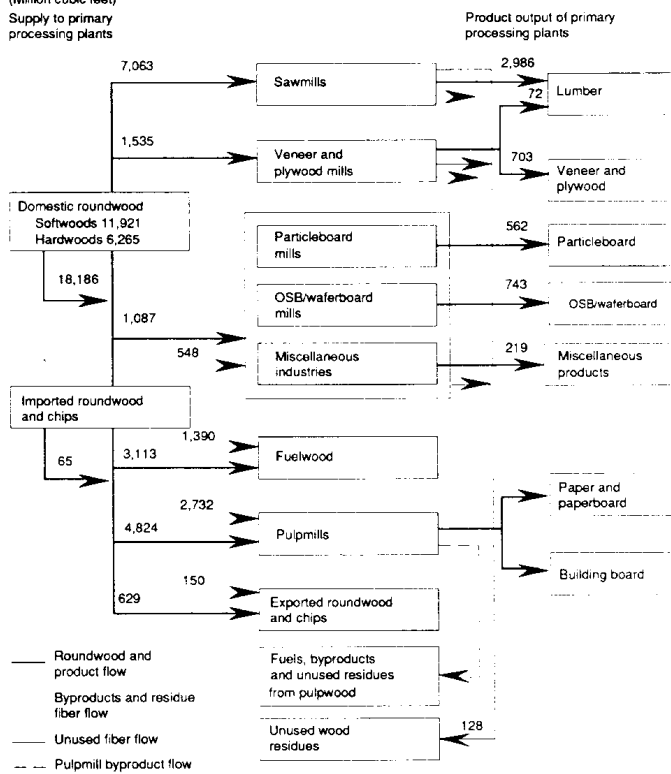 (Million cubic feet)
Supply to primary
processing plants
Product output of primary
processing plants
7,063
Sawmills
2,986
Lumber
72
1,535
Veneer and
plywood mills
703
Veneer and
plywood
Domestic roundwood
Softwoods 11,921
Hardwoods 6,265
18,186
Particleboard
mills
562
Particleboard
OSB/waferboard
mills
743
OSB/waferboard
1,087
548
Miscellaneous
industries
219
Miscellaneous
products
Imported roundwood
and chips
65
1,390
3,113
Fuelwood
2,732
4,824
Pulpmills
Paper and
paperboard
Building board
150
629
Exported roundwood
and chips
Fuels, byproducts
and unused residues
from pulpwood
128
Unused wood
residues
Roundwood and
product flow
Byproducts and residue
fiber flow
Unused fiber flow
Pulpmill byproduct flow